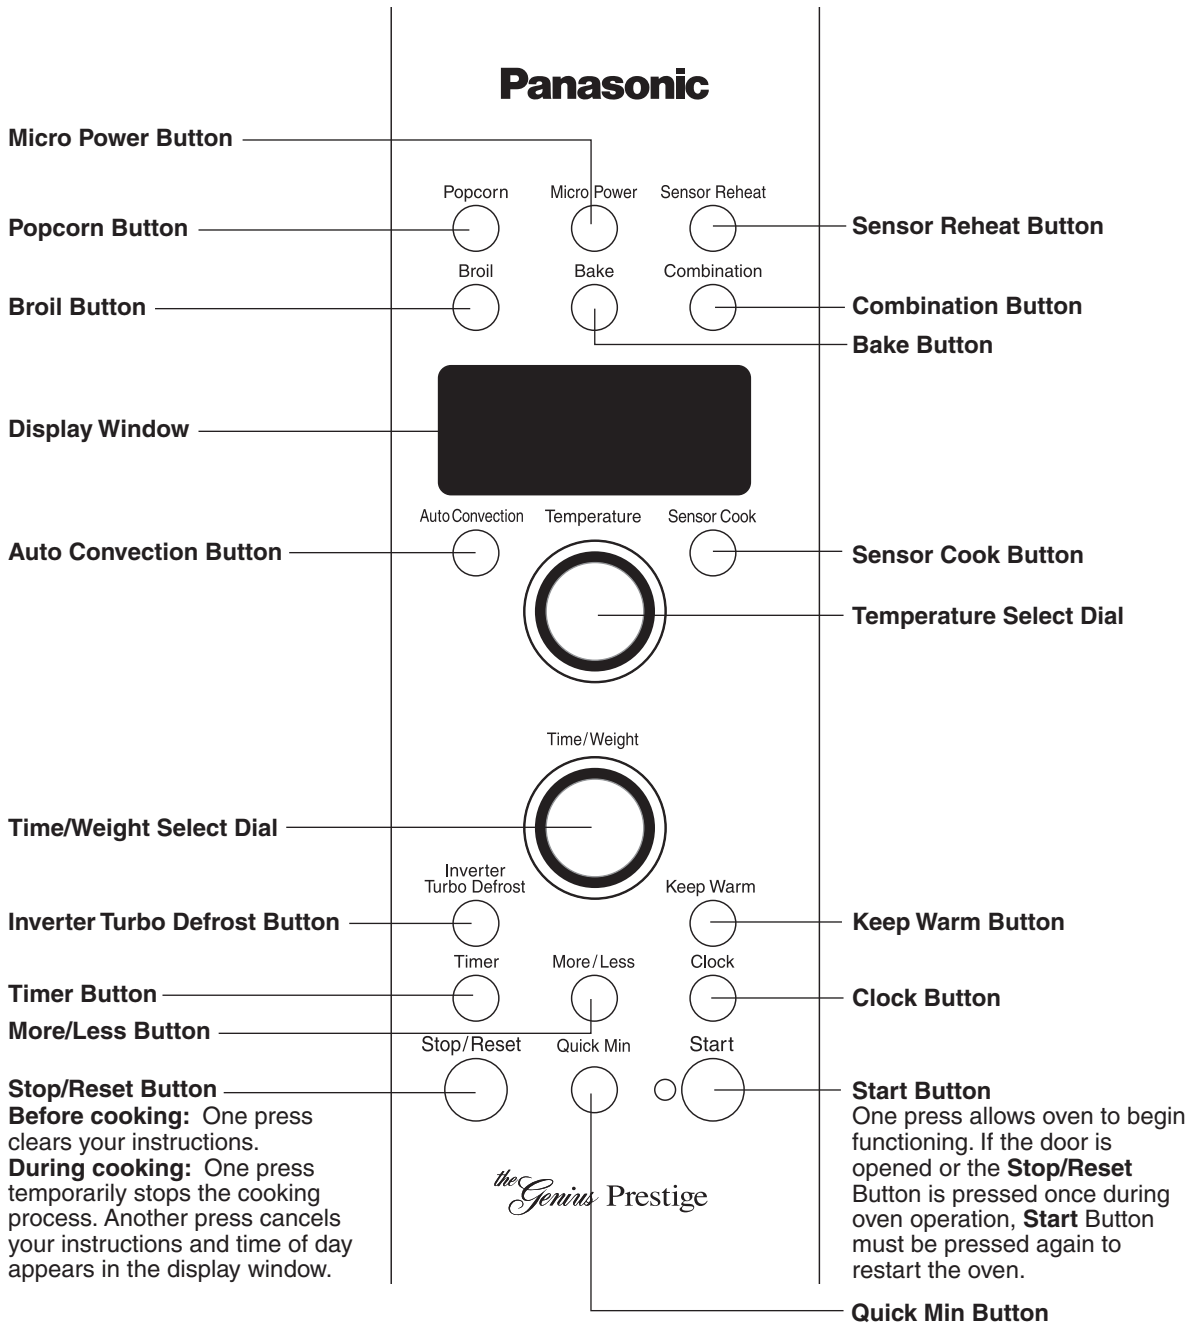 Panasonic
Micro Power Button
Popcorn Micro Power Sensor Reheat
Popcorn Button
Sensor Reheat Button
Broil Bake Combination
Broil Button
Combination Button
Bake Button
Display Window
Auto Convection Temperature Sensor Cook
Auto Convection Button
Sensor Cook Button
Temperature Select Dial
Time/Weight
Time/Weight Select Dial
Inverter
Turbo Defrost Keep Warm
Inverter Turbo Defrost Button
Keep Warm Button
Timer More/Less Clock
Timer Button
Clock Button
More/Less Button
Stop/Reset Quick Min Start
Stop/Reset Button
Before cooking: One press
clears your instructions.
During cooking: One press
temporarily stops the cooking
process. Another press cancels
your instructions and time of day
appears in the display window.
Start Button
One press allows oven to begin
functioning. If the door is
opened or the Stop/Reset
Button is pressed once during
oven operation, Start Button
must be pressed again to
restart the oven.
the Genius Prestige
Quick Min Button